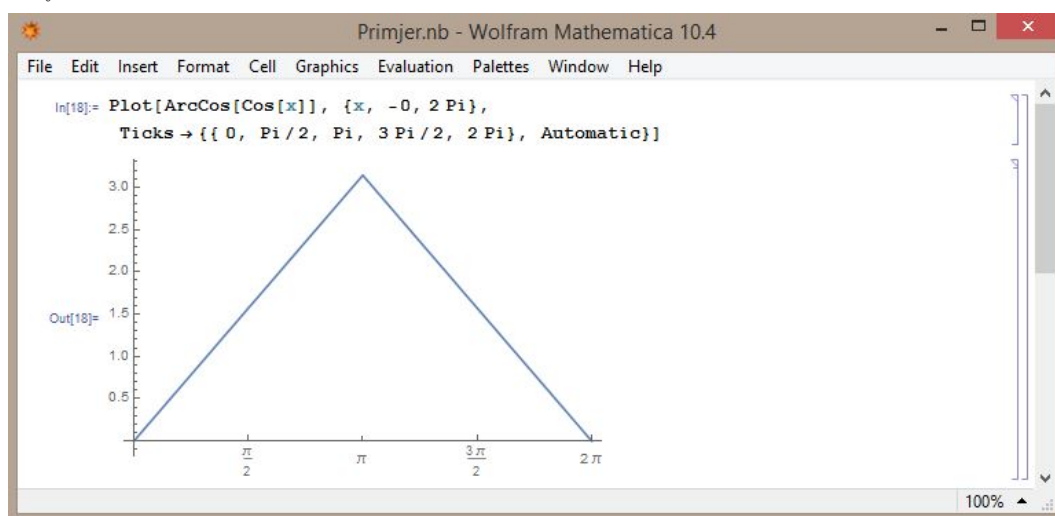 Primjer.nb - Wolfram Mathematica 10.4
File Edit Insert Format Cell Graphics Evaluation Palettes Window Help
In[18]:= Plot[ArcCos[Cos[x]], {x, -0, 2 Pi},
Ticks → {{ 0, Pi / 2, Pi, 3 Pi / 2, 2 Pi}, Automatic}]
3.0
2.5
2.0
Out[18]= 1.5
1.0
0.5
π/2 π 3π/2 2π
100%